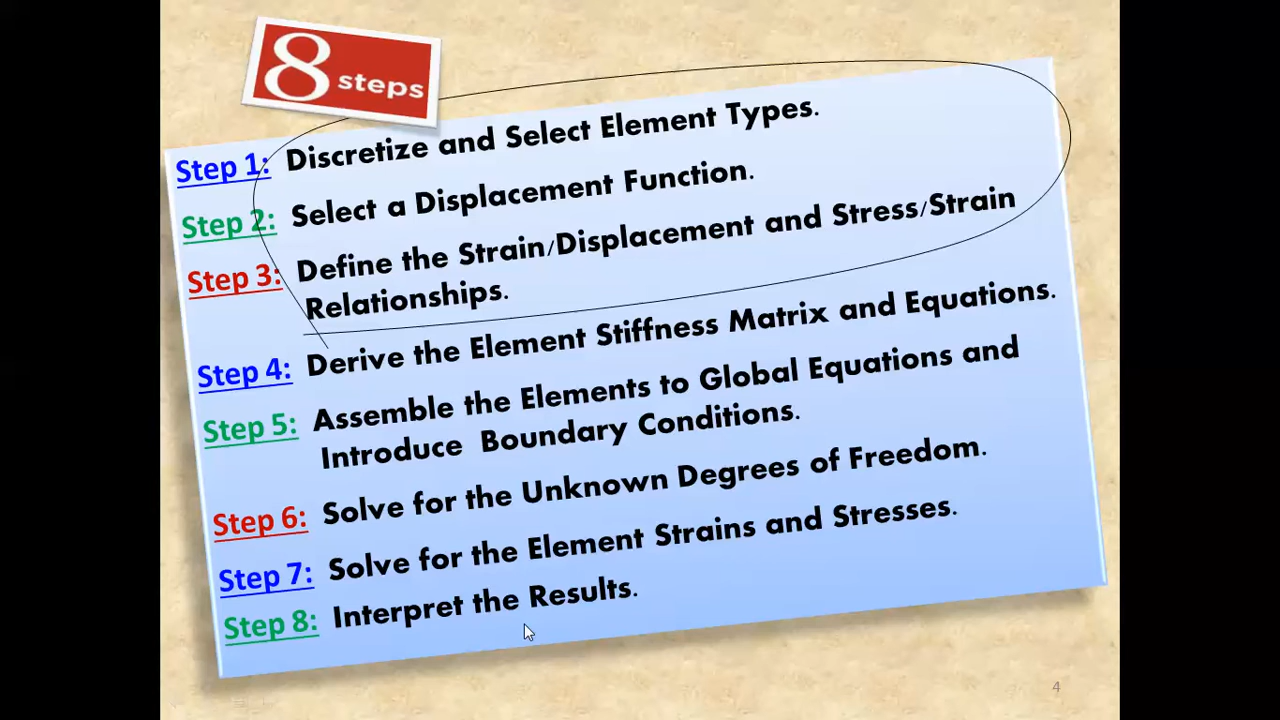 8 steps
Step 1: Discretize and Select Element Types.
Step 2: Select a Displacement Function.
Step 3: Define the Strain/Displacement and Stress/Strain
Relationships.
Step 4: Derive the Element Stiffness Matrix and Equations.
Step 5: Assemble the Elements to Global Equations and
Introduce Boundary Conditions.
Step 6: Solve for the Unknown Degrees of Freedom.
Step 7: Solve for the Element Strains and Stresses.
Step 8: Interpret the Results.
4